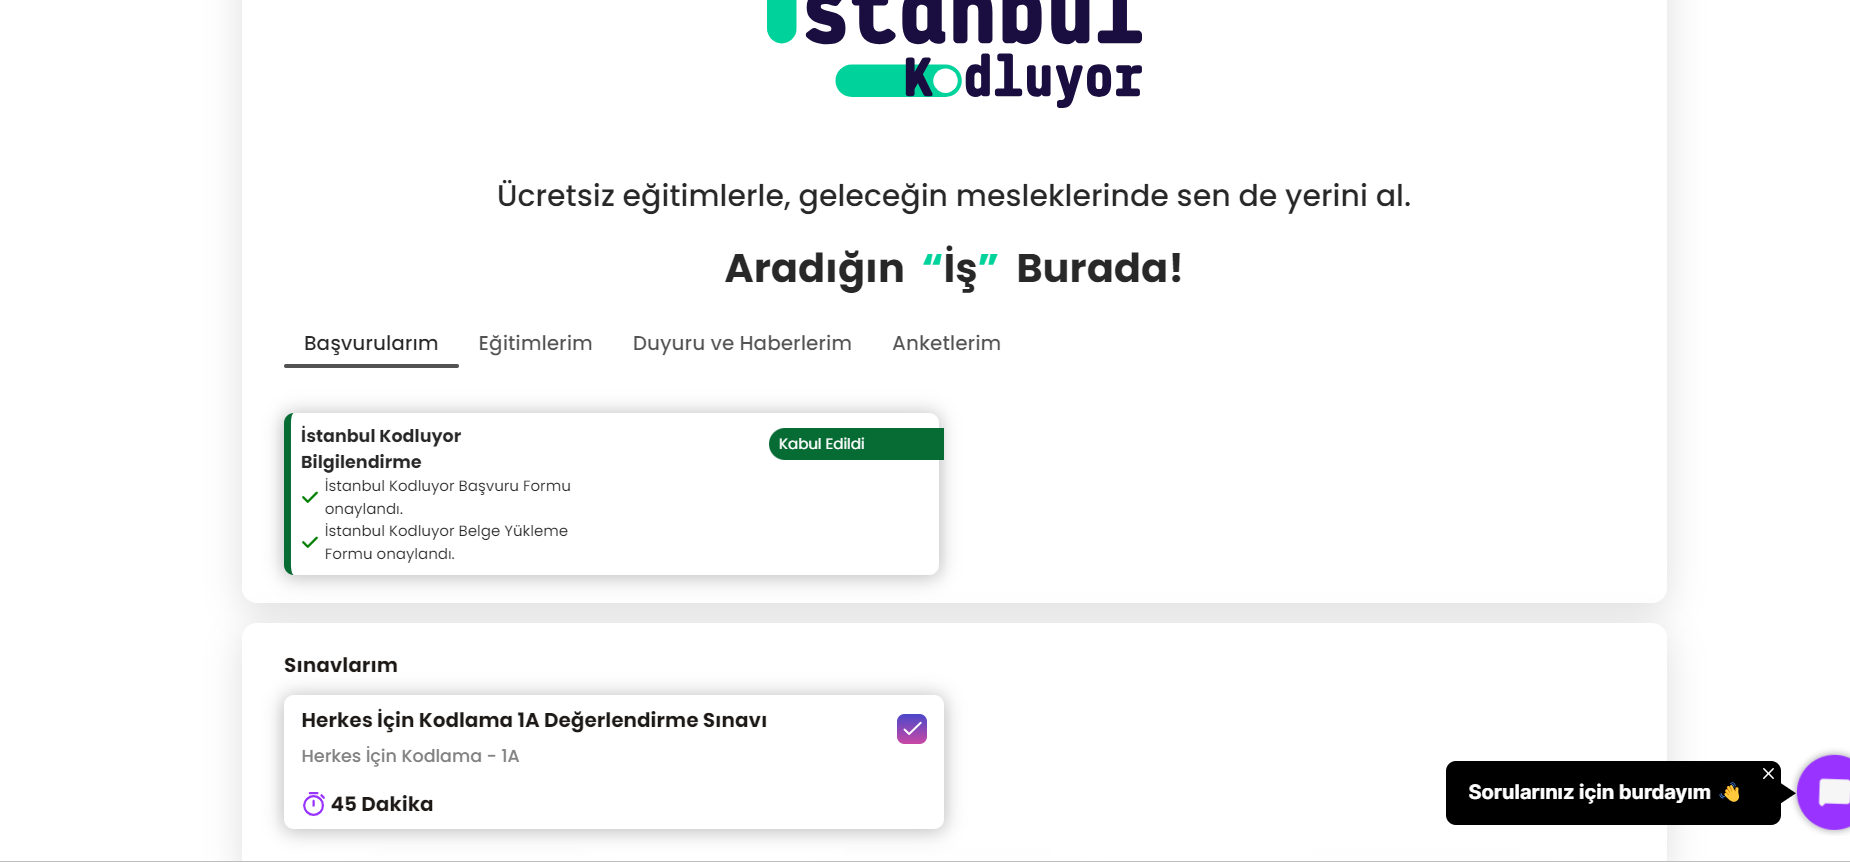 istanbul
Kodluyor
Ücretsiz eğitimlerle, geleceğin mesleklerinde sen de yerini al.
Aradığın “İş” Burada!
Başvurularım Eğitimlerim Duyuru ve Haberlerim Anketlerim
İstanbul Kodluyor
Bilgilendirme
Kabul Edildi
İstanbul Kodluyor Başvuru Formu
onaylandı.
İstanbul Kodluyor Belge Yükleme
Formu onaylandı.
Sınavlarım
Herkes İçin Kodlama 1A Değerlendirme Sınavı
Herkes İçin Kodlama - 1A
45 Dakika
Sorularınız için burdayım 👋